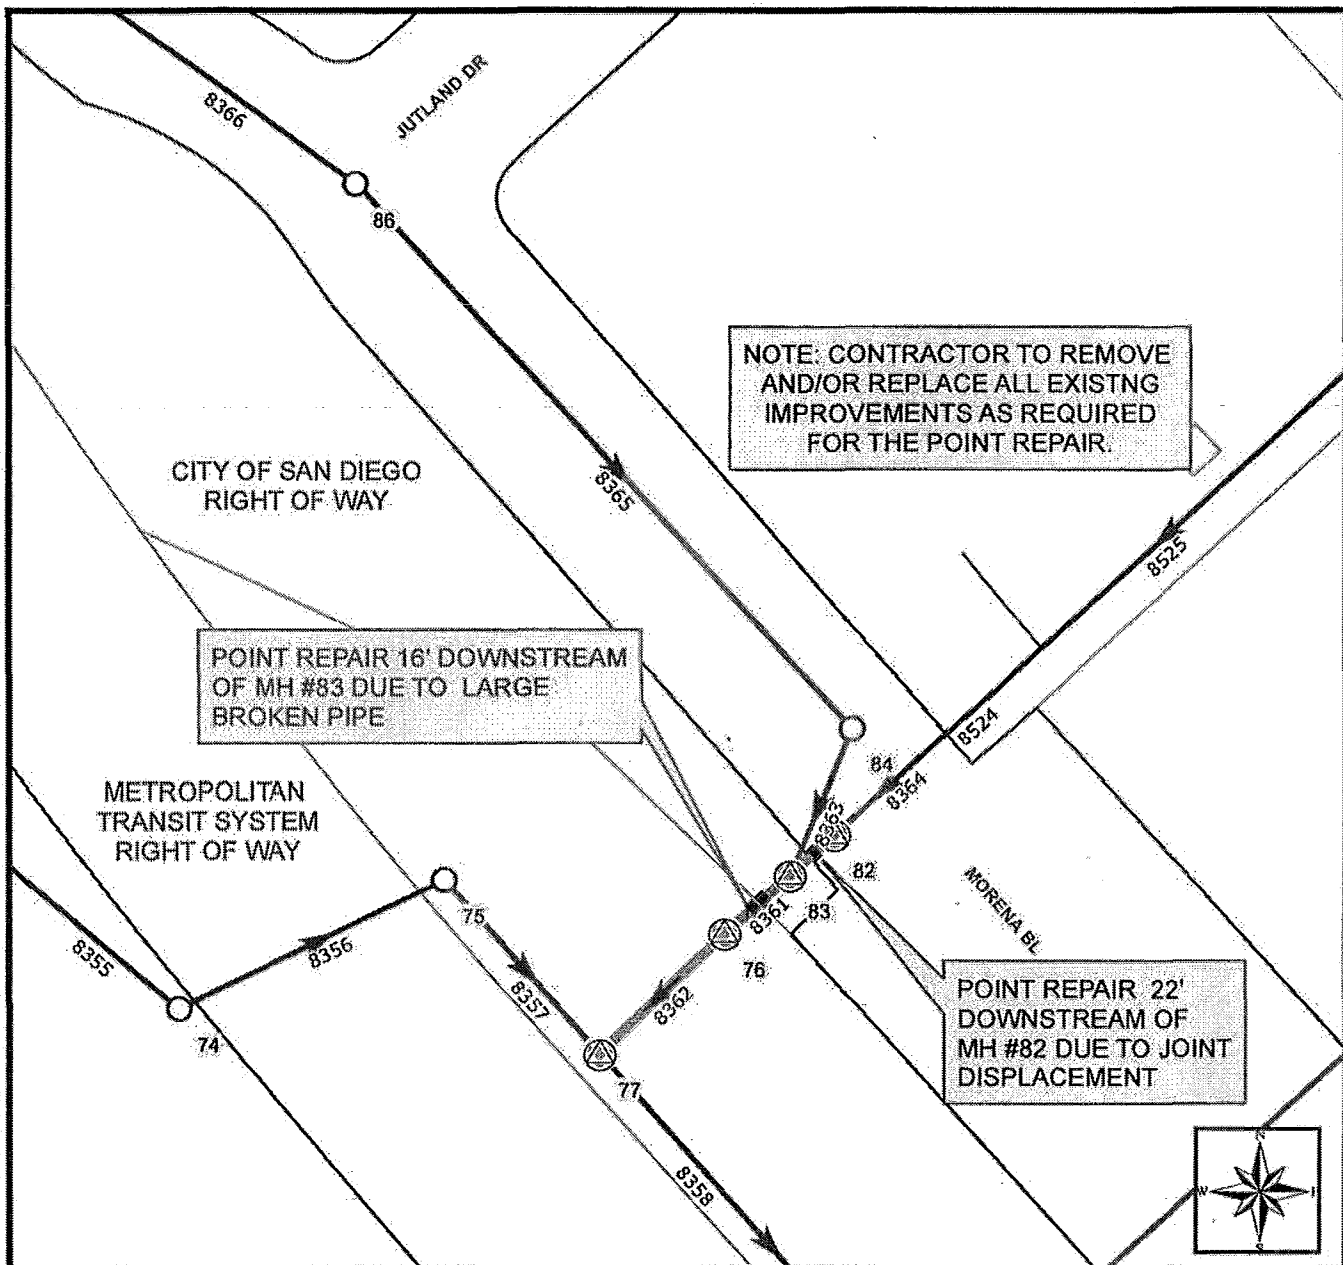 8366
JUTLAND DR
86
NOTE: CONTRACTOR TO REMOVE
AND/OR REPLACE ALL EXISTNG
IMPROVEMENTS AS REQUIRED
FOR THE POINT REPAIR.
CITY OF SAN DIEGO
RIGHT OF WAY
8365
8525
POINT REPAIR 16' DOWNSTREAM
OF MH #83 DUE TO LARGE
BROKEN PIPE
8524
84
8364
METROPOLITAN
TRANSIT SYSTEM
RIGHT OF WAY
8363
82
MORENA BL
75
8361
83
8355
8356
76
8357
8362
74
POINT REPAIR 22'
DOWNSTREAM OF
MH #82 DUE TO JOINT
DISPLACEMENT
77
8358
N
W
S